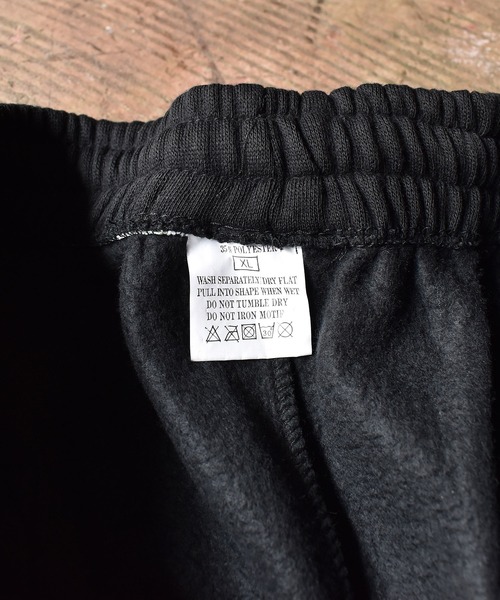 35% POLYESTER
XL
WASH SEPARATELY DRY FLAT
PULL INTO SHAPE WHEN WET
DO NOT TUMBLE DRY
DO NOT IRON MOTIF
30